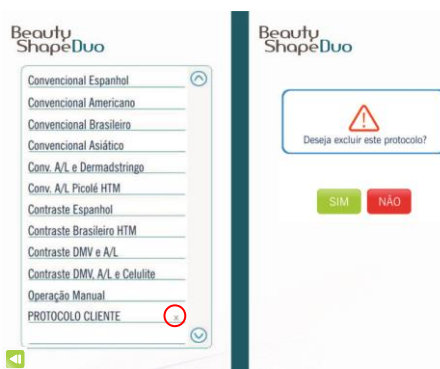 Beauty
ShapeDuo
Convencional Espanhol
Convencional Americano
Convencional Brasileiro
Convencional Asiático
Conv. A/L e Dermadstringo
Conv. A/L Picolé HTM
Contraste Espanhol
Contraste Brasileiro HTM
Contraste DMV e A/L
Contraste DMV, A/L e Celulite
Operação Manual
PROTOCOLO CLIENTE x
Beauty
ShapeDuo
Deseja excluir este protocolo?
SIM NÃO